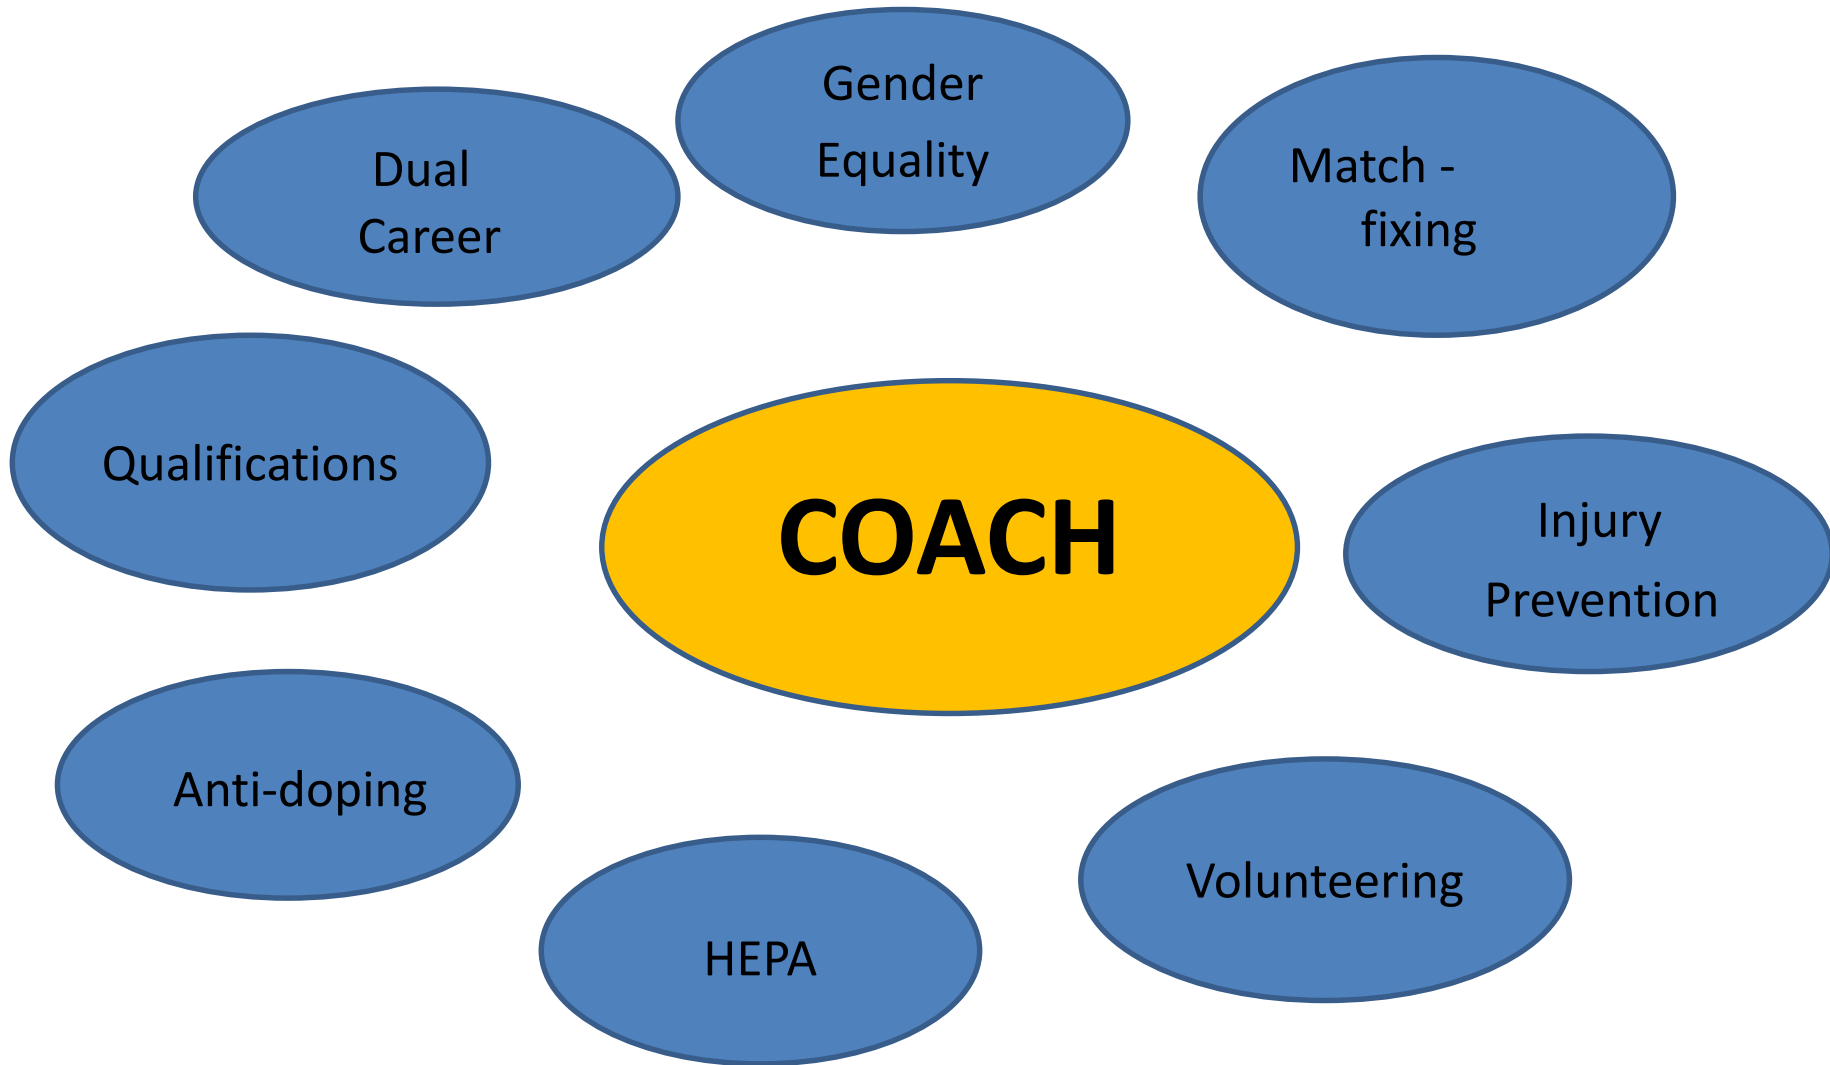 Gender
Equality
Dual
Career
Match -
fixing
Qualifications
COACH
Injury
Prevention
Anti-doping
Volunteering
HEPA